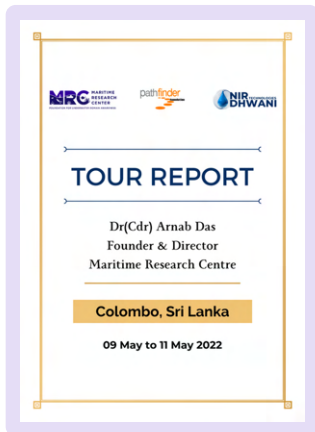 MRC MARITIME
RESEARCH
CENTER
pathfinder
NIR
DHWANI
TECHNOLOGIES
TOUR REPORT
Dr(Cdr) Arnab Das
Founder & Director
Maritime Research Centre
Colombo, Sri Lanka
09 May to 11 May 2022